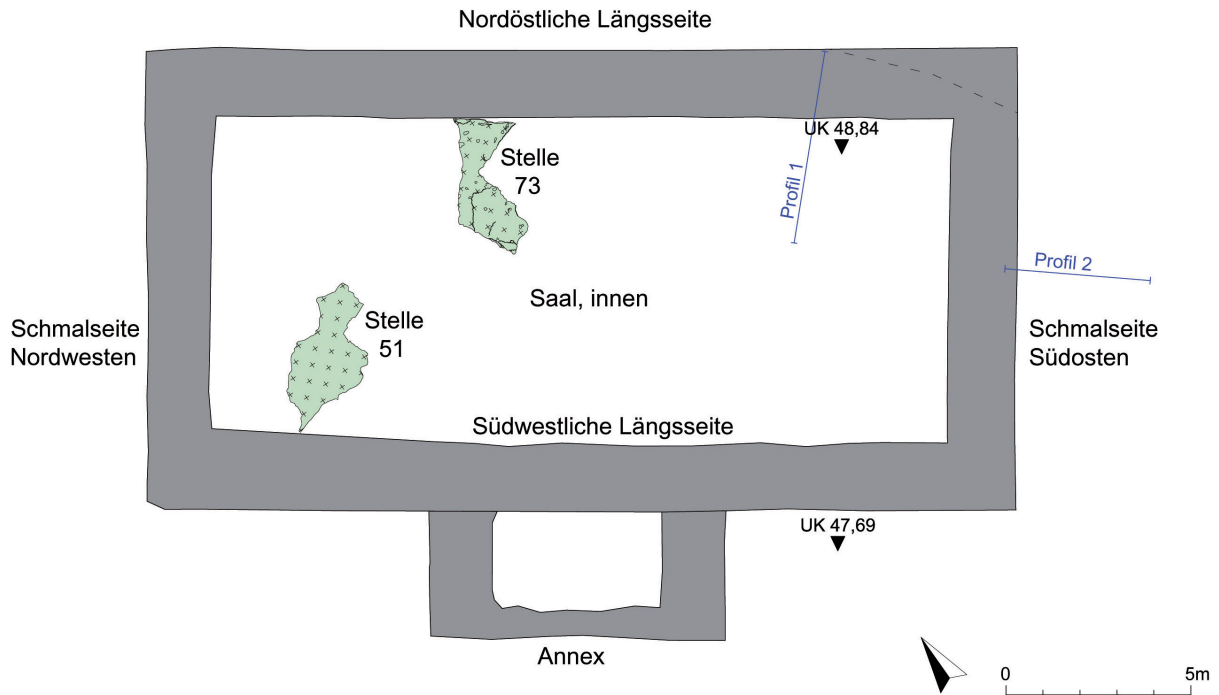 Nordöstliche Längsseite
UK 48,84
Profil 1
Stelle
73
Profil 2
Saal, innen
Stelle
51
Schmalseite
Nordwesten
Schmalseite
Südosten
Südwestliche Längsseite
UK 47,69
Annex
0
5m